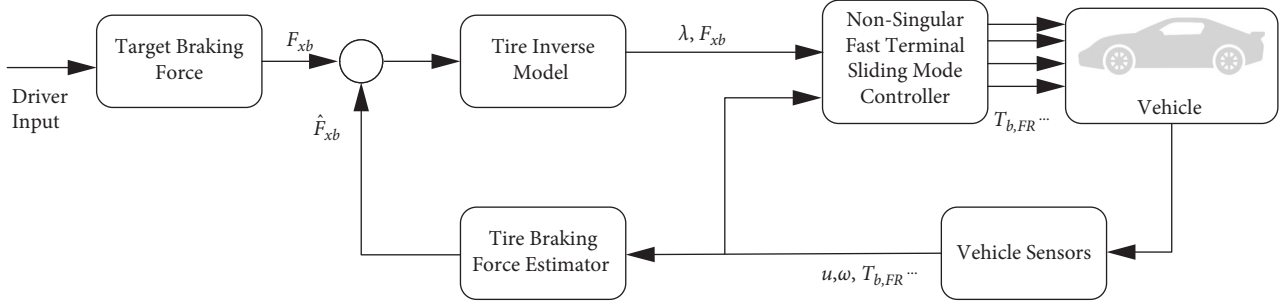 Driver
Input
Target Braking
Force
F_xb
F̂_xb
Tire Inverse
Model
λ, F_xb
Non-Singular
Fast Terminal
Sliding Mode
Controller
T_b,FR ...
Vehicle
Tire Braking
Force Estimator
u,ω, T_b,FR ...
Vehicle Sensors